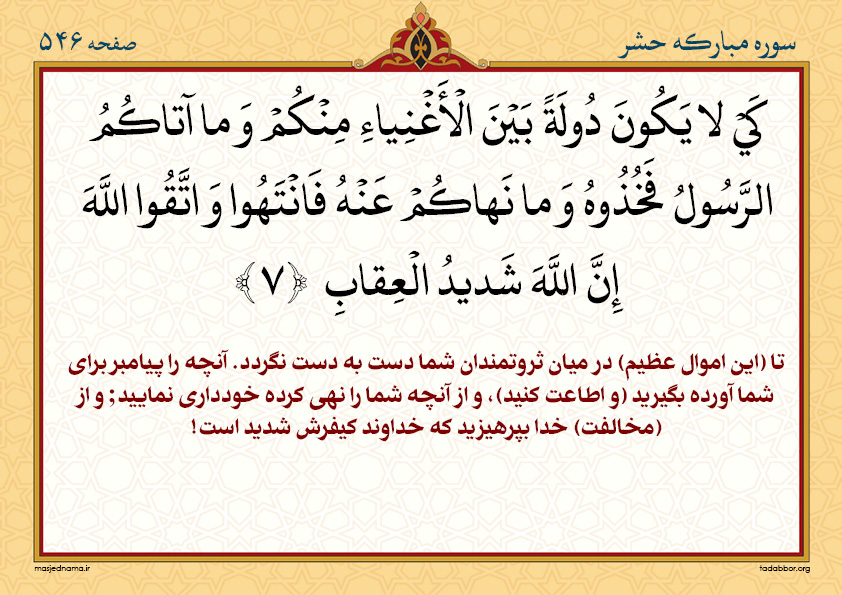 سوره مبارکه حشر
صفحه ۵۴۶
كَيْ لا يَكُونَ دُولَةً بَيْنَ الْأَغْنِياءِ مِنْكُمْ وَ ما آتاكُمُ
الرَّسُولُ فَخُذُوهُ وَ ما نَهاكُمْ عَنْهُ فَانْتَهُوا وَ اتَّقُوا اللَّهَ
إِنَّ اللَّهَ شَديدُ الْعِقابِ ﴿۷﴾
تا (این اموال عظیم) در میان ثروتمندان شما دست به دست نگردد. آنچه را پیامبر برای
شما آورده بگیرید (و اطاعت کنید)، و از آنچه شما را نهی کرده خودداری نمایید; و از
(مخالفت) خدا بپرهیزید که خداوند کیفرش شدید است!
masjednama.ir
tadabbor.org